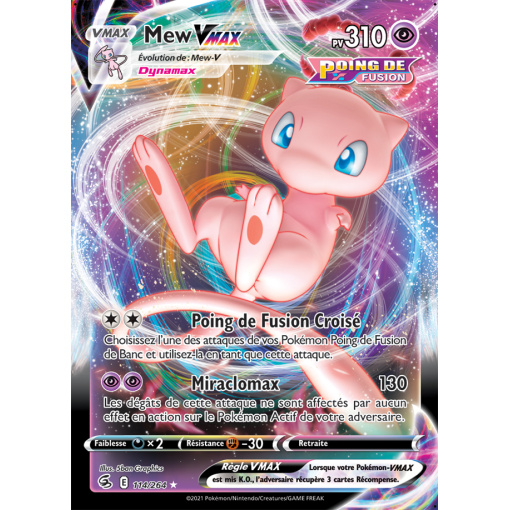 VMAX
Mew VMAX
PV 310
Évolution de : Mew-V
Dynamax
POING DE
FUSION
Poing de Fusion Croisé
Choisissez l'une des attaques de vos Pokémon Poing de Fusion
de Banc et utilisez-la en tant que cette attaque.
Miraclomax 130
Les dégâts de cette attaque ne sont affectés par aucun
effet en action sur le Pokémon Actif de votre adversaire.
Faiblesse ×2 Résistance -30 Retraite
Illus. 5ban Graphics
Règle VMAX
Lorsque votre Pokémon-VMAX
est mis K.O., l'adversaire récupère 3 cartes Récompense.
E 114/264 ★
©2021 Pokémon/Nintendo/Creatures/GAME FREAK